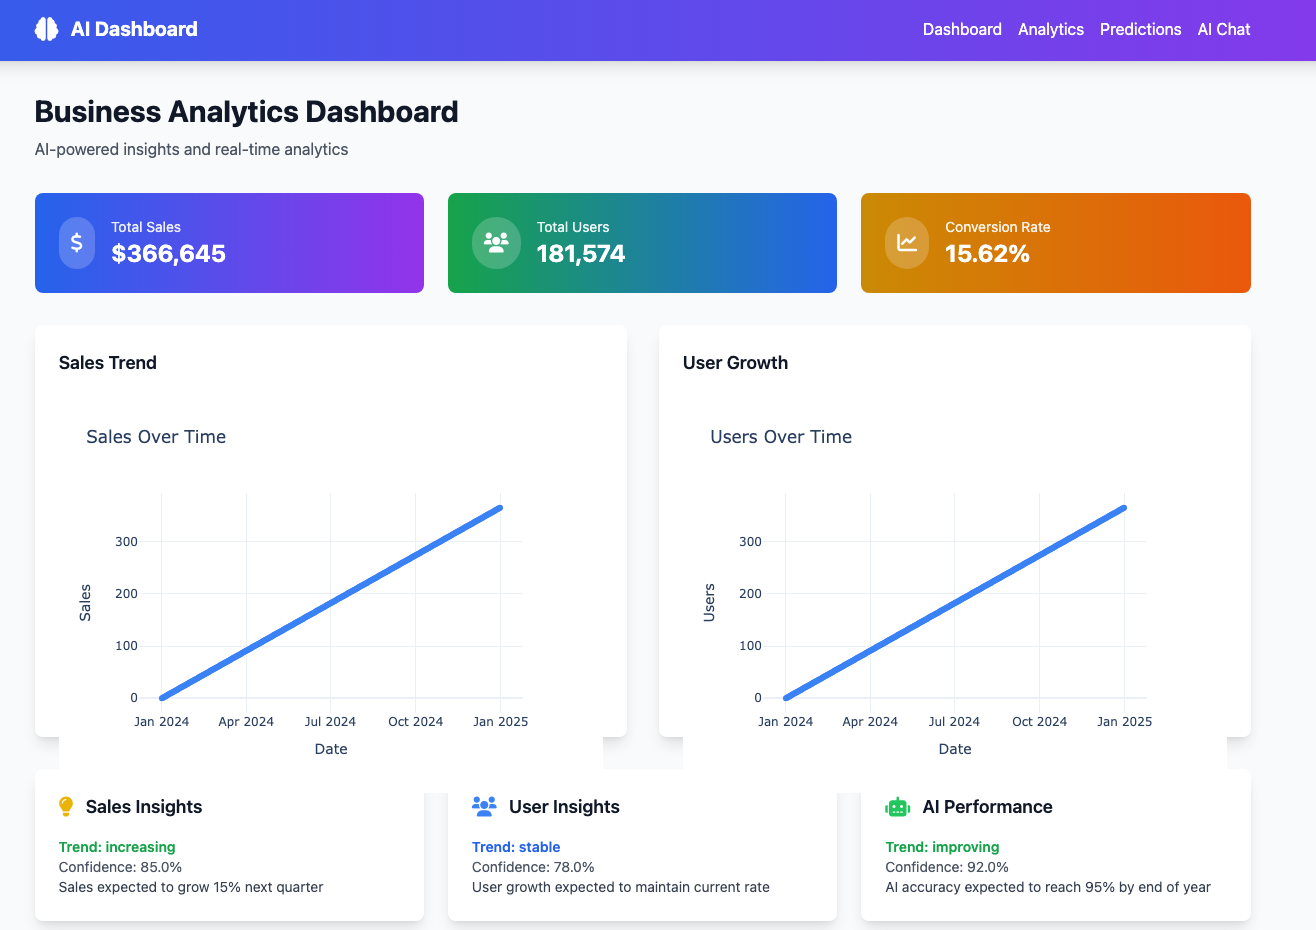 AI Dashboard
Dashboard Analytics Predictions AI Chat
Business Analytics Dashboard
AI-powered insights and real-time analytics
Total Sales
$366,645
Total Users
181,574
Conversion Rate
15.62%
Sales Trend
Sales Over Time
300
200
100
0
Sales
Jan 2024 Apr 2024 Jul 2024 Oct 2024 Jan 2025
Date
User Growth
Users Over Time
300
200
100
0
Users
Jan 2024 Apr 2024 Jul 2024 Oct 2024 Jan 2025
Date
Sales Insights
Trend: increasing
Confidence: 85.0%
Sales expected to grow 15% next quarter
User Insights
Trend: stable
Confidence: 78.0%
User growth expected to maintain current rate
AI Performance
Trend: improving
Confidence: 92.0%
AI accuracy expected to reach 95% by end of year